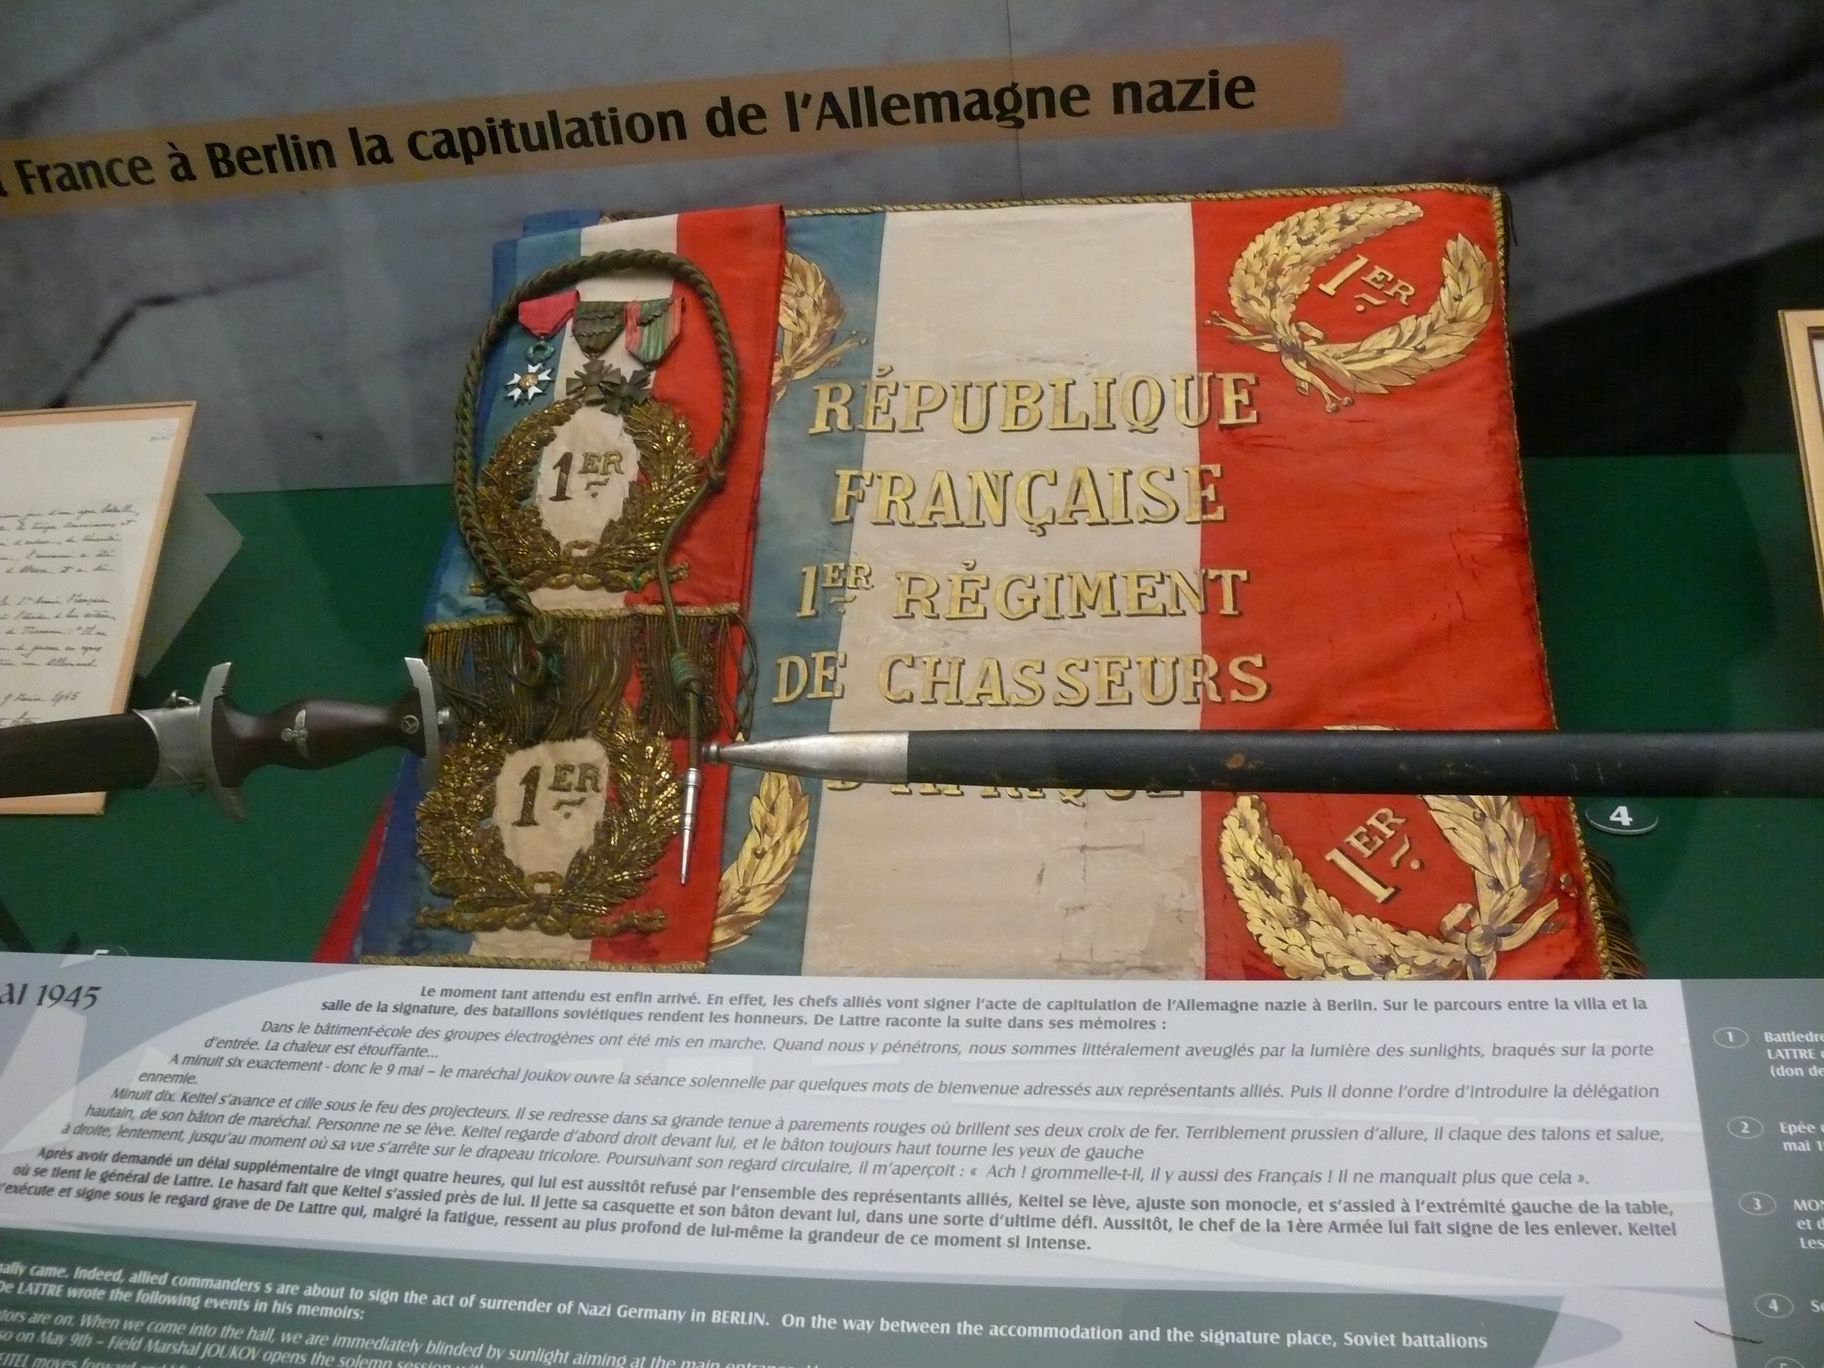 France à Berlin la capitulation de l'Allemagne nazie
1ER
1ER
1ER
RÉPUBLIQUE
FRANÇAISE
1ER RÉGIMENT
DE CHASSEURS
1ER
4
5
AI 1945
Le moment tant attendu est enfin arrivé. En effet, les chefs alliés vont signer l'acte de capitulation de l'Allemagne nazie à Berlin. Sur le parcours entre la villa et la
salle de la signature, des bataillons soviétiques rendent les honneurs. De Lattre raconte la suite dans ses mémoires :
Dans le bâtiment-école des groupes électrogènes ont été mis en marche. Quand nous y pénétrons, nous sommes littéralement aveuglés par la lumière des sunlights, braqués sur la porte
d'entrée. La chaleur est étouffante...
A minuit six exactement - donc le 9 mai – le maréchal Joukov ouvre la séance solennelle par quelques mots de bienvenue adressés aux représentants alliés. Puis il donne l'ordre d'introduire la délégation
ennemie.
Minuit dix. Keitel s'avance et cille sous le feu des projecteurs. Il se redresse dans sa grande tenue à parements rouges où brillent ses deux croix de fer. Terriblement prussien d'allure, il claque des talons et salue,
hautain, de son bâton de maréchal. Personne ne se lève. Keitel regarde d'abord droit devant lui, et le bâton toujours haut tourne les yeux de gauche
à droite, lentement, jusqu'au moment où sa vue s'arrête sur le drapeau tricolore. Poursuivant son regard circulaire, il m'aperçoit : « Ach ! grommelle-t-il, il y aussi des Français ! Il ne manquait plus que cela ».
Après avoir demandé un délai supplémentaire de vingt quatre heures, qui lui est aussitôt refusé par l'ensemble des représentants alliés, Keitel se lève, ajuste son monocle, et s'assied à l'extrémité gauche de la table,
où se tient le général de Lattre. Le hasard fait que Keitel s'assied près de lui. Il jette sa casquette et son bâton devant lui, dans une sorte d'ultime défi. Aussitôt, le chef de la 1ère Armée lui fait signe de les enlever. Keitel
s'exécute et signe sous le regard grave de De Lattre qui, malgré la fatigue, ressent au plus profond de lui-même la grandeur de ce moment si intense.
came. Indeed, allied commanders s are about to sign the act of surrender of Nazi Germany in BERLIN. On the way between the accommodation and the signature place, Soviet battalions
De LATTRE wrote the following events in his memoirs:
are on. When we come into the hall, we are immediately blinded by sunlight aiming at the main
on May 9th – Field Marshal JOUKOV opens the solemn session
moves
1
LATTRE
(don de
2 Epée
mai
3
et
Les
4